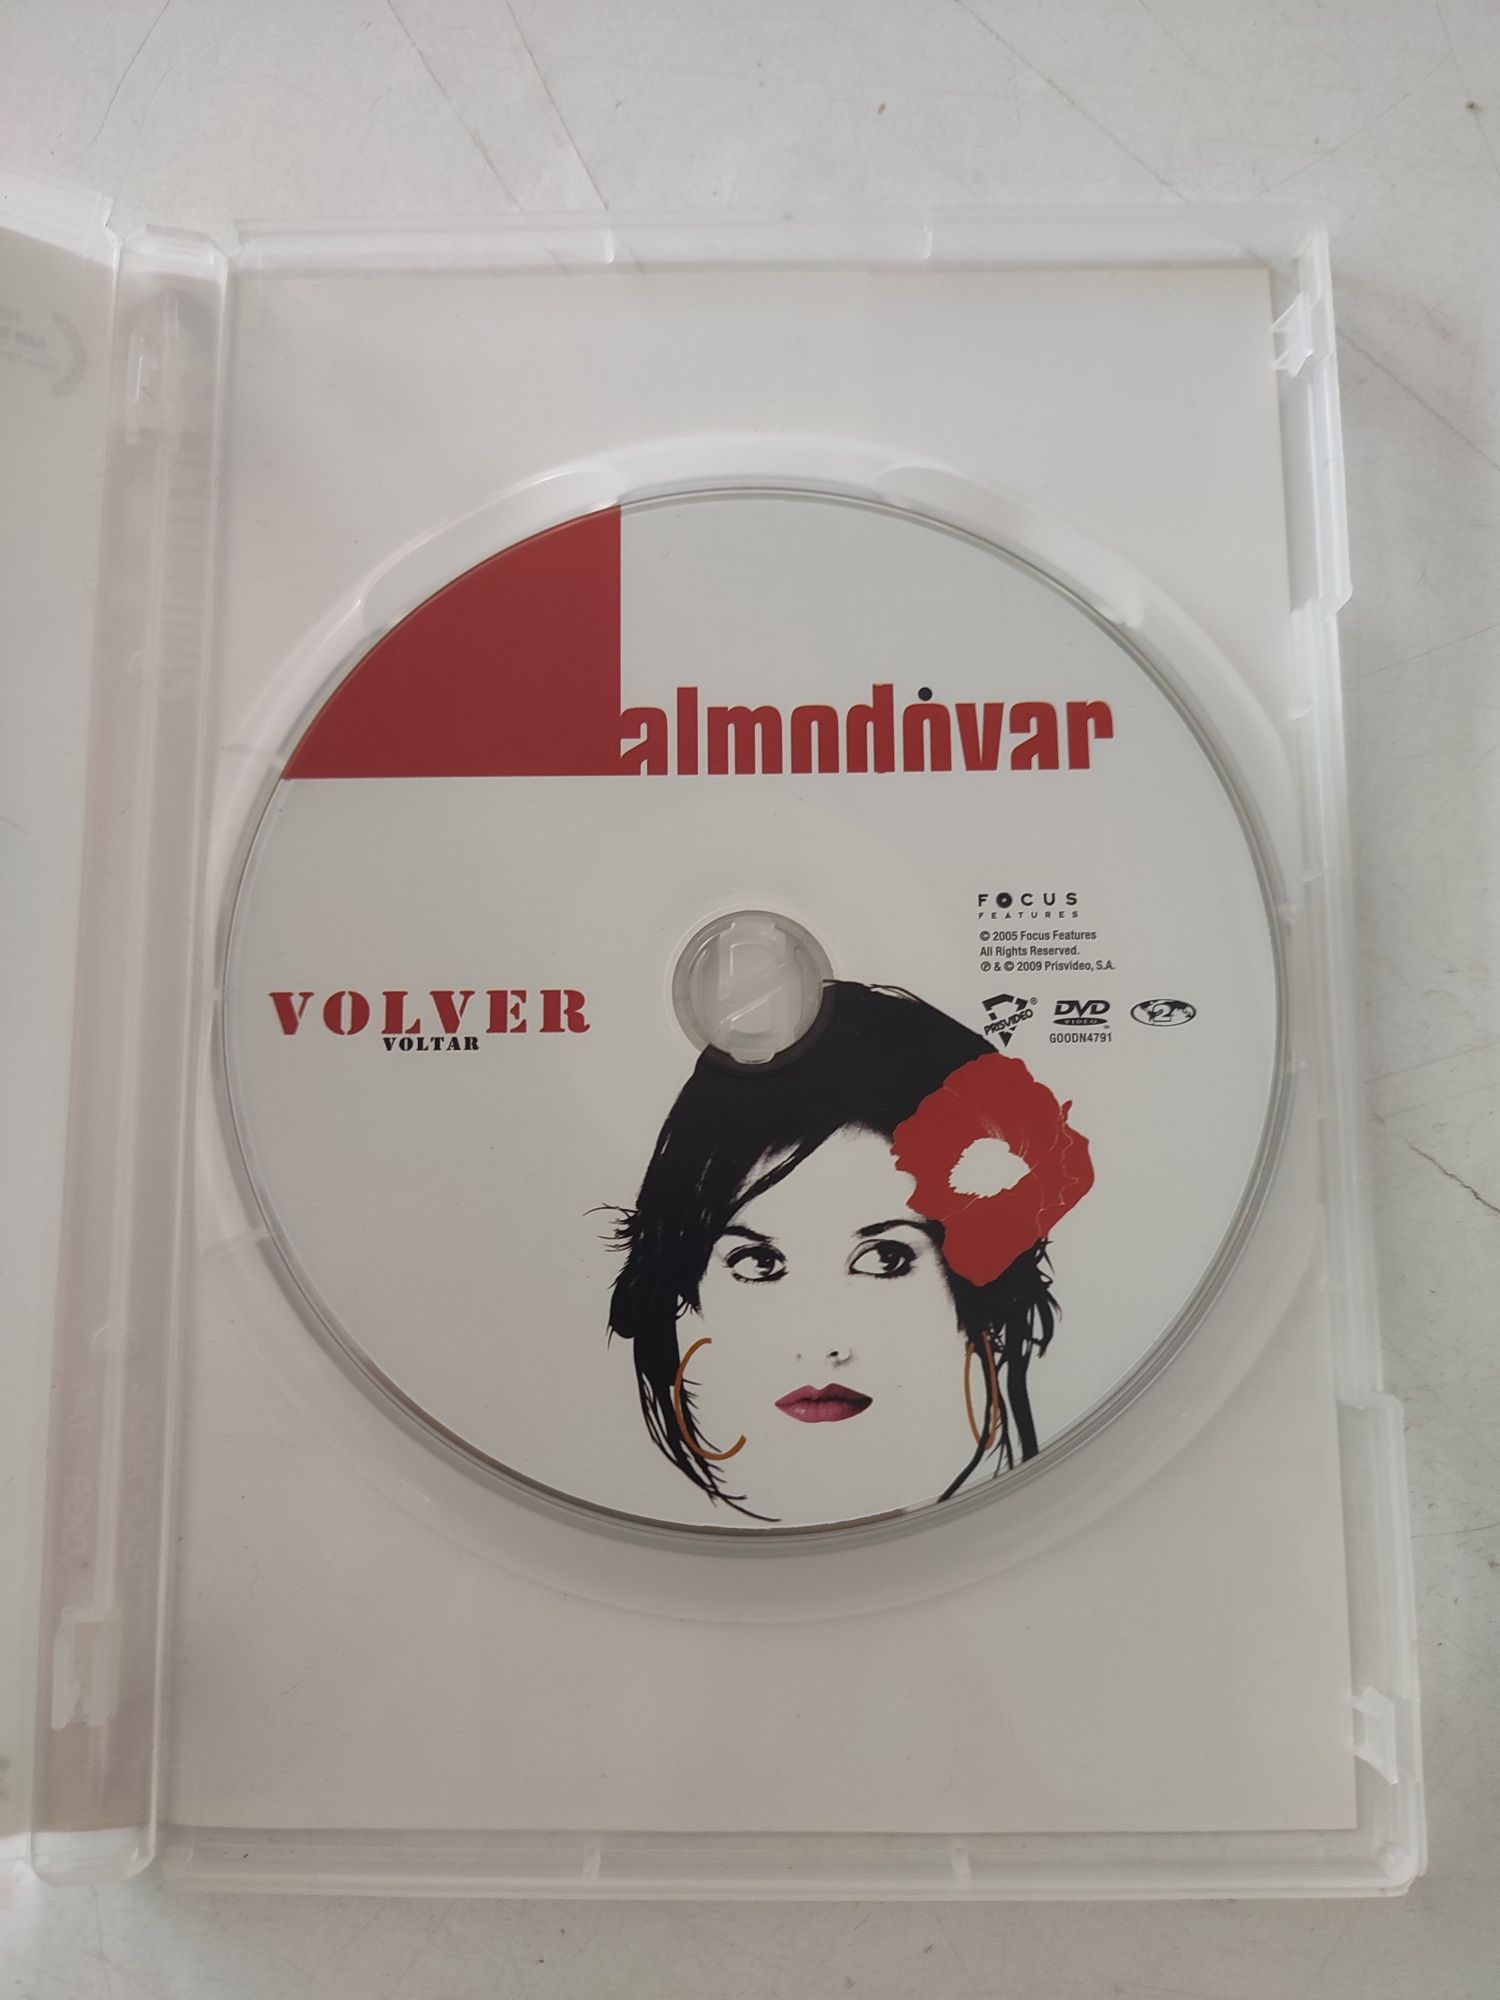 almodóvar
FOCUS
FEATURES
© 2005 Focus Features
All Rights Reserved.
℗ & © 2009 Prisvideo, S.A.
VOLVER
VOLTAR
PRISVIDEO ®
DVD
VIDEO
2
GOODN4791